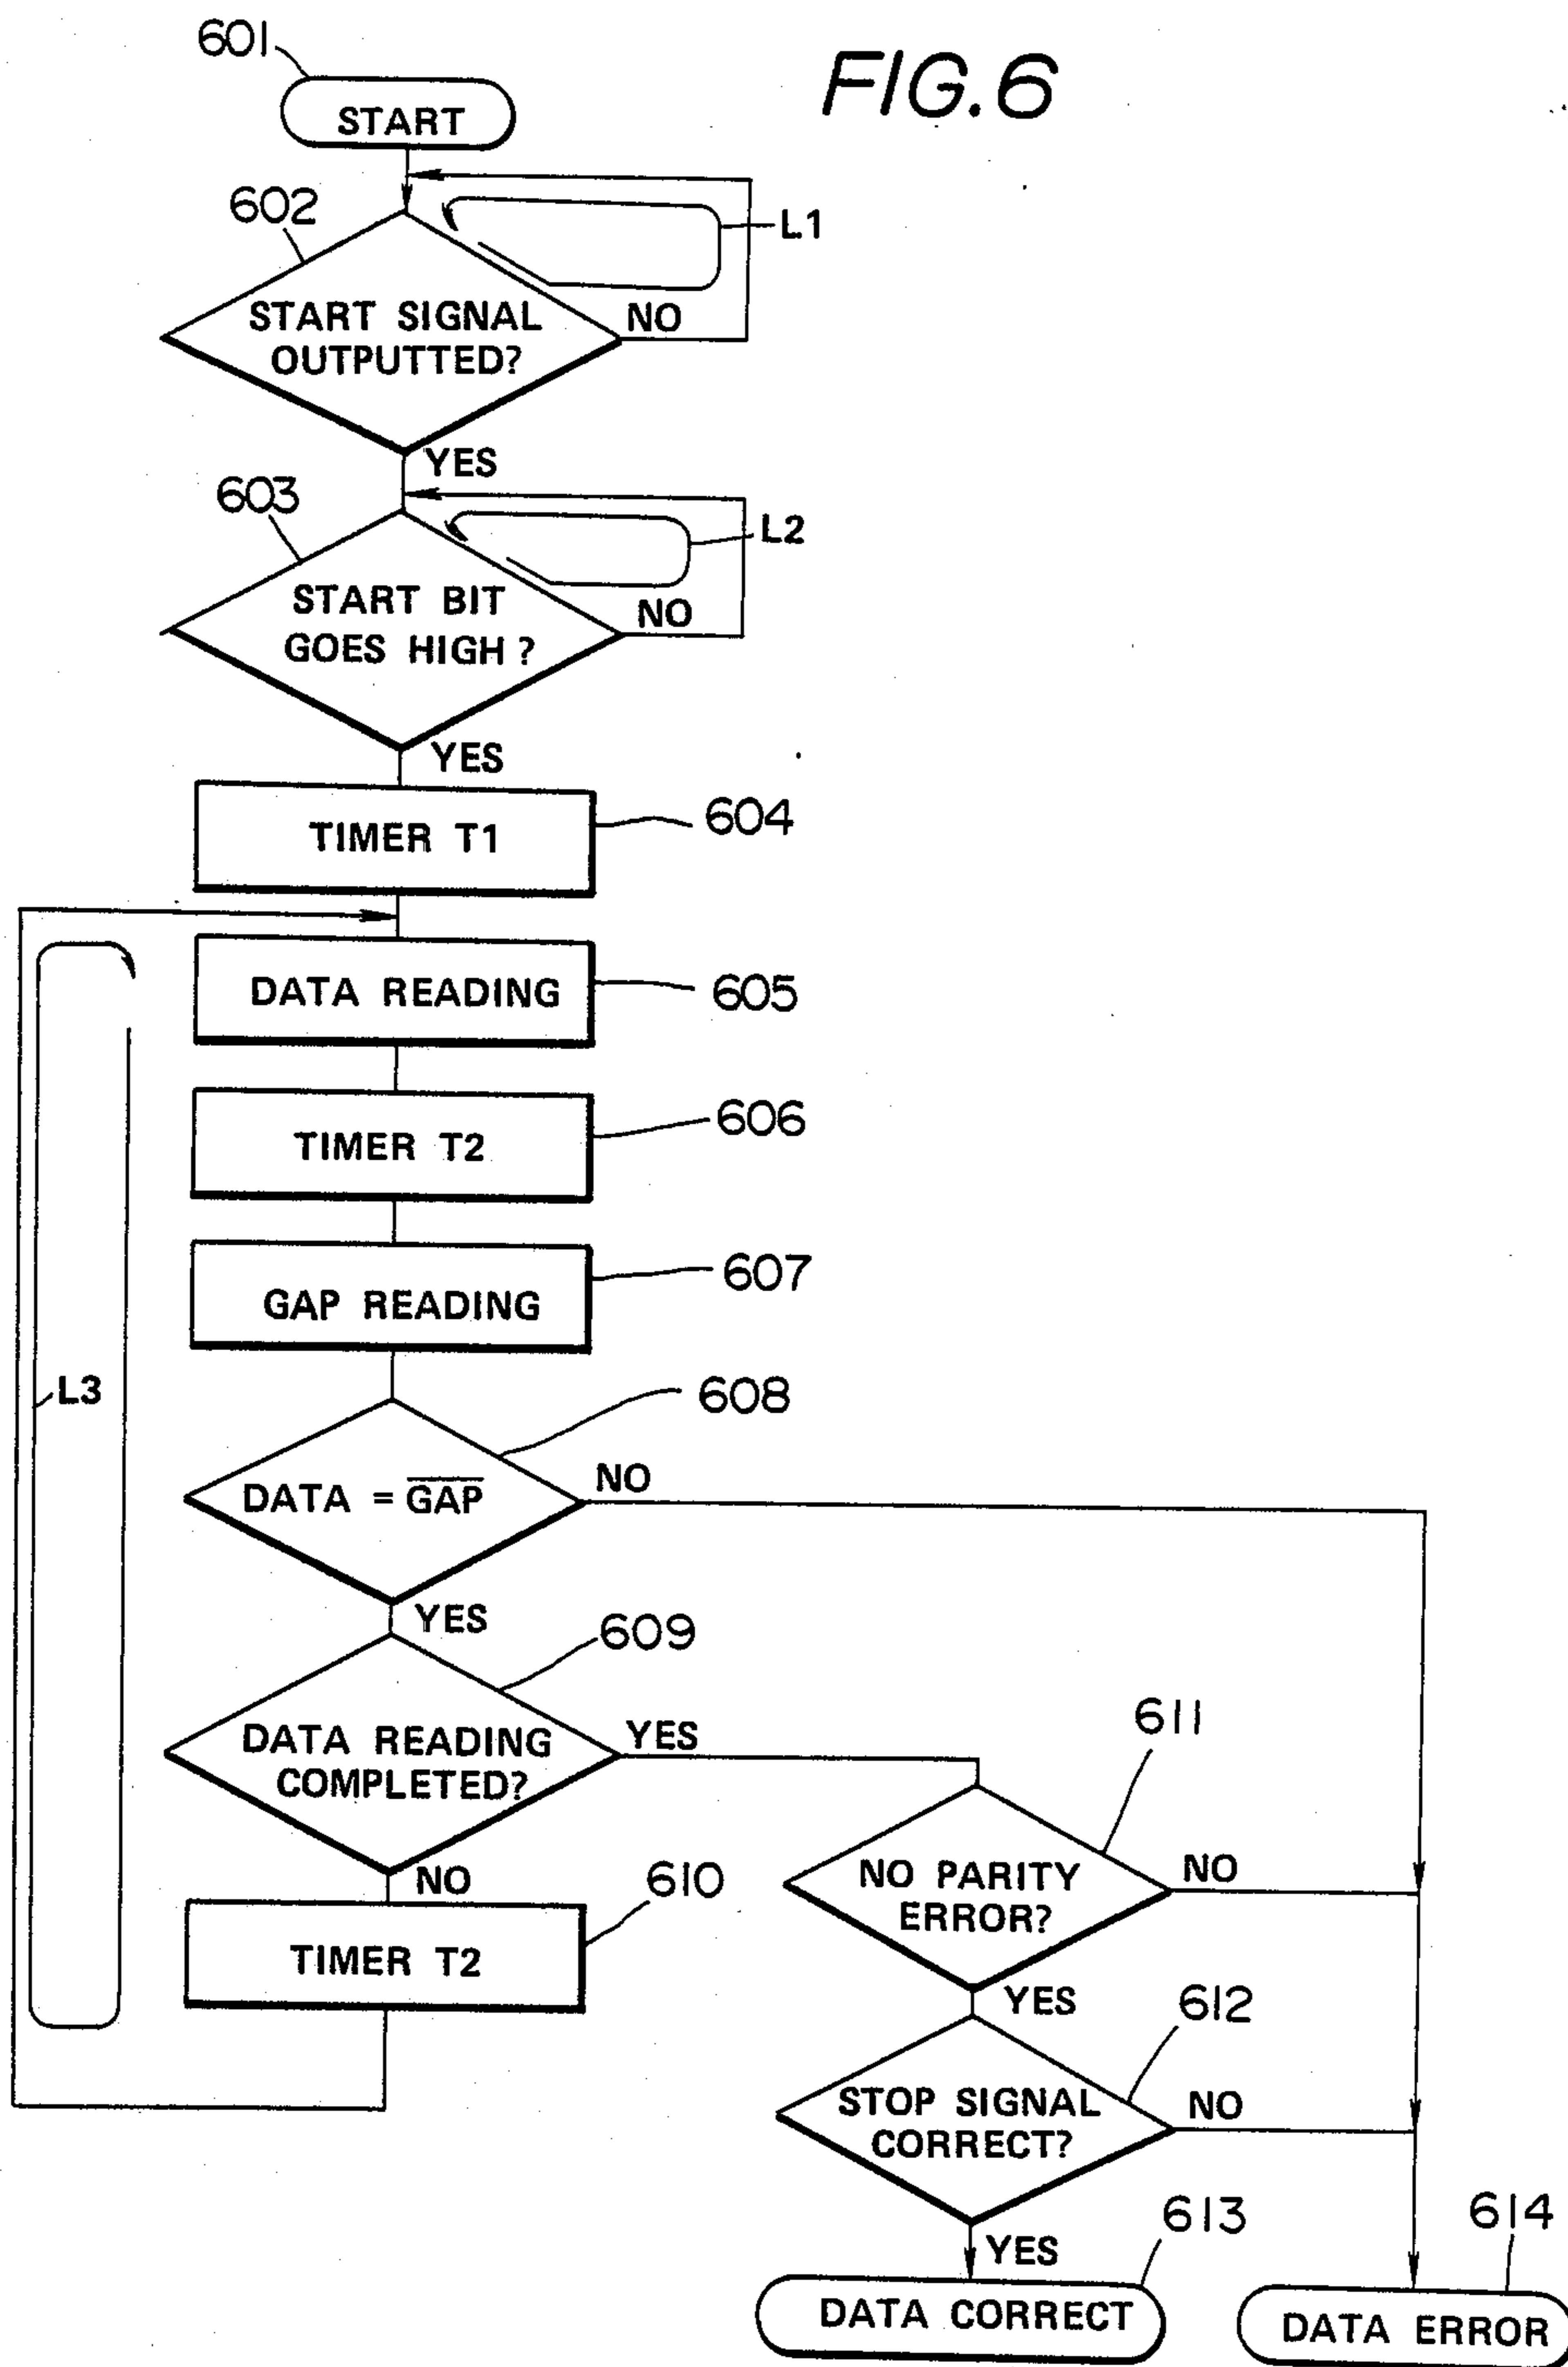 FIG.6
601
START
602
L1
START SIGNAL
OUTPUTTED?
NO
YES
603
L2
START BIT
GOES HIGH ?
NO
YES
TIMER T1
604
DATA READING
605
TIMER T2
606
GAP READING
607
L3
608
DATA = G̅A̅P̅
NO
YES
609
DATA READING
COMPLETED?
YES
NO
TIMER T2
610
611
NO PARITY
ERROR?
NO
YES
612
STOP SIGNAL
CORRECT?
NO
YES
613
DATA CORRECT
614
DATA ERROR